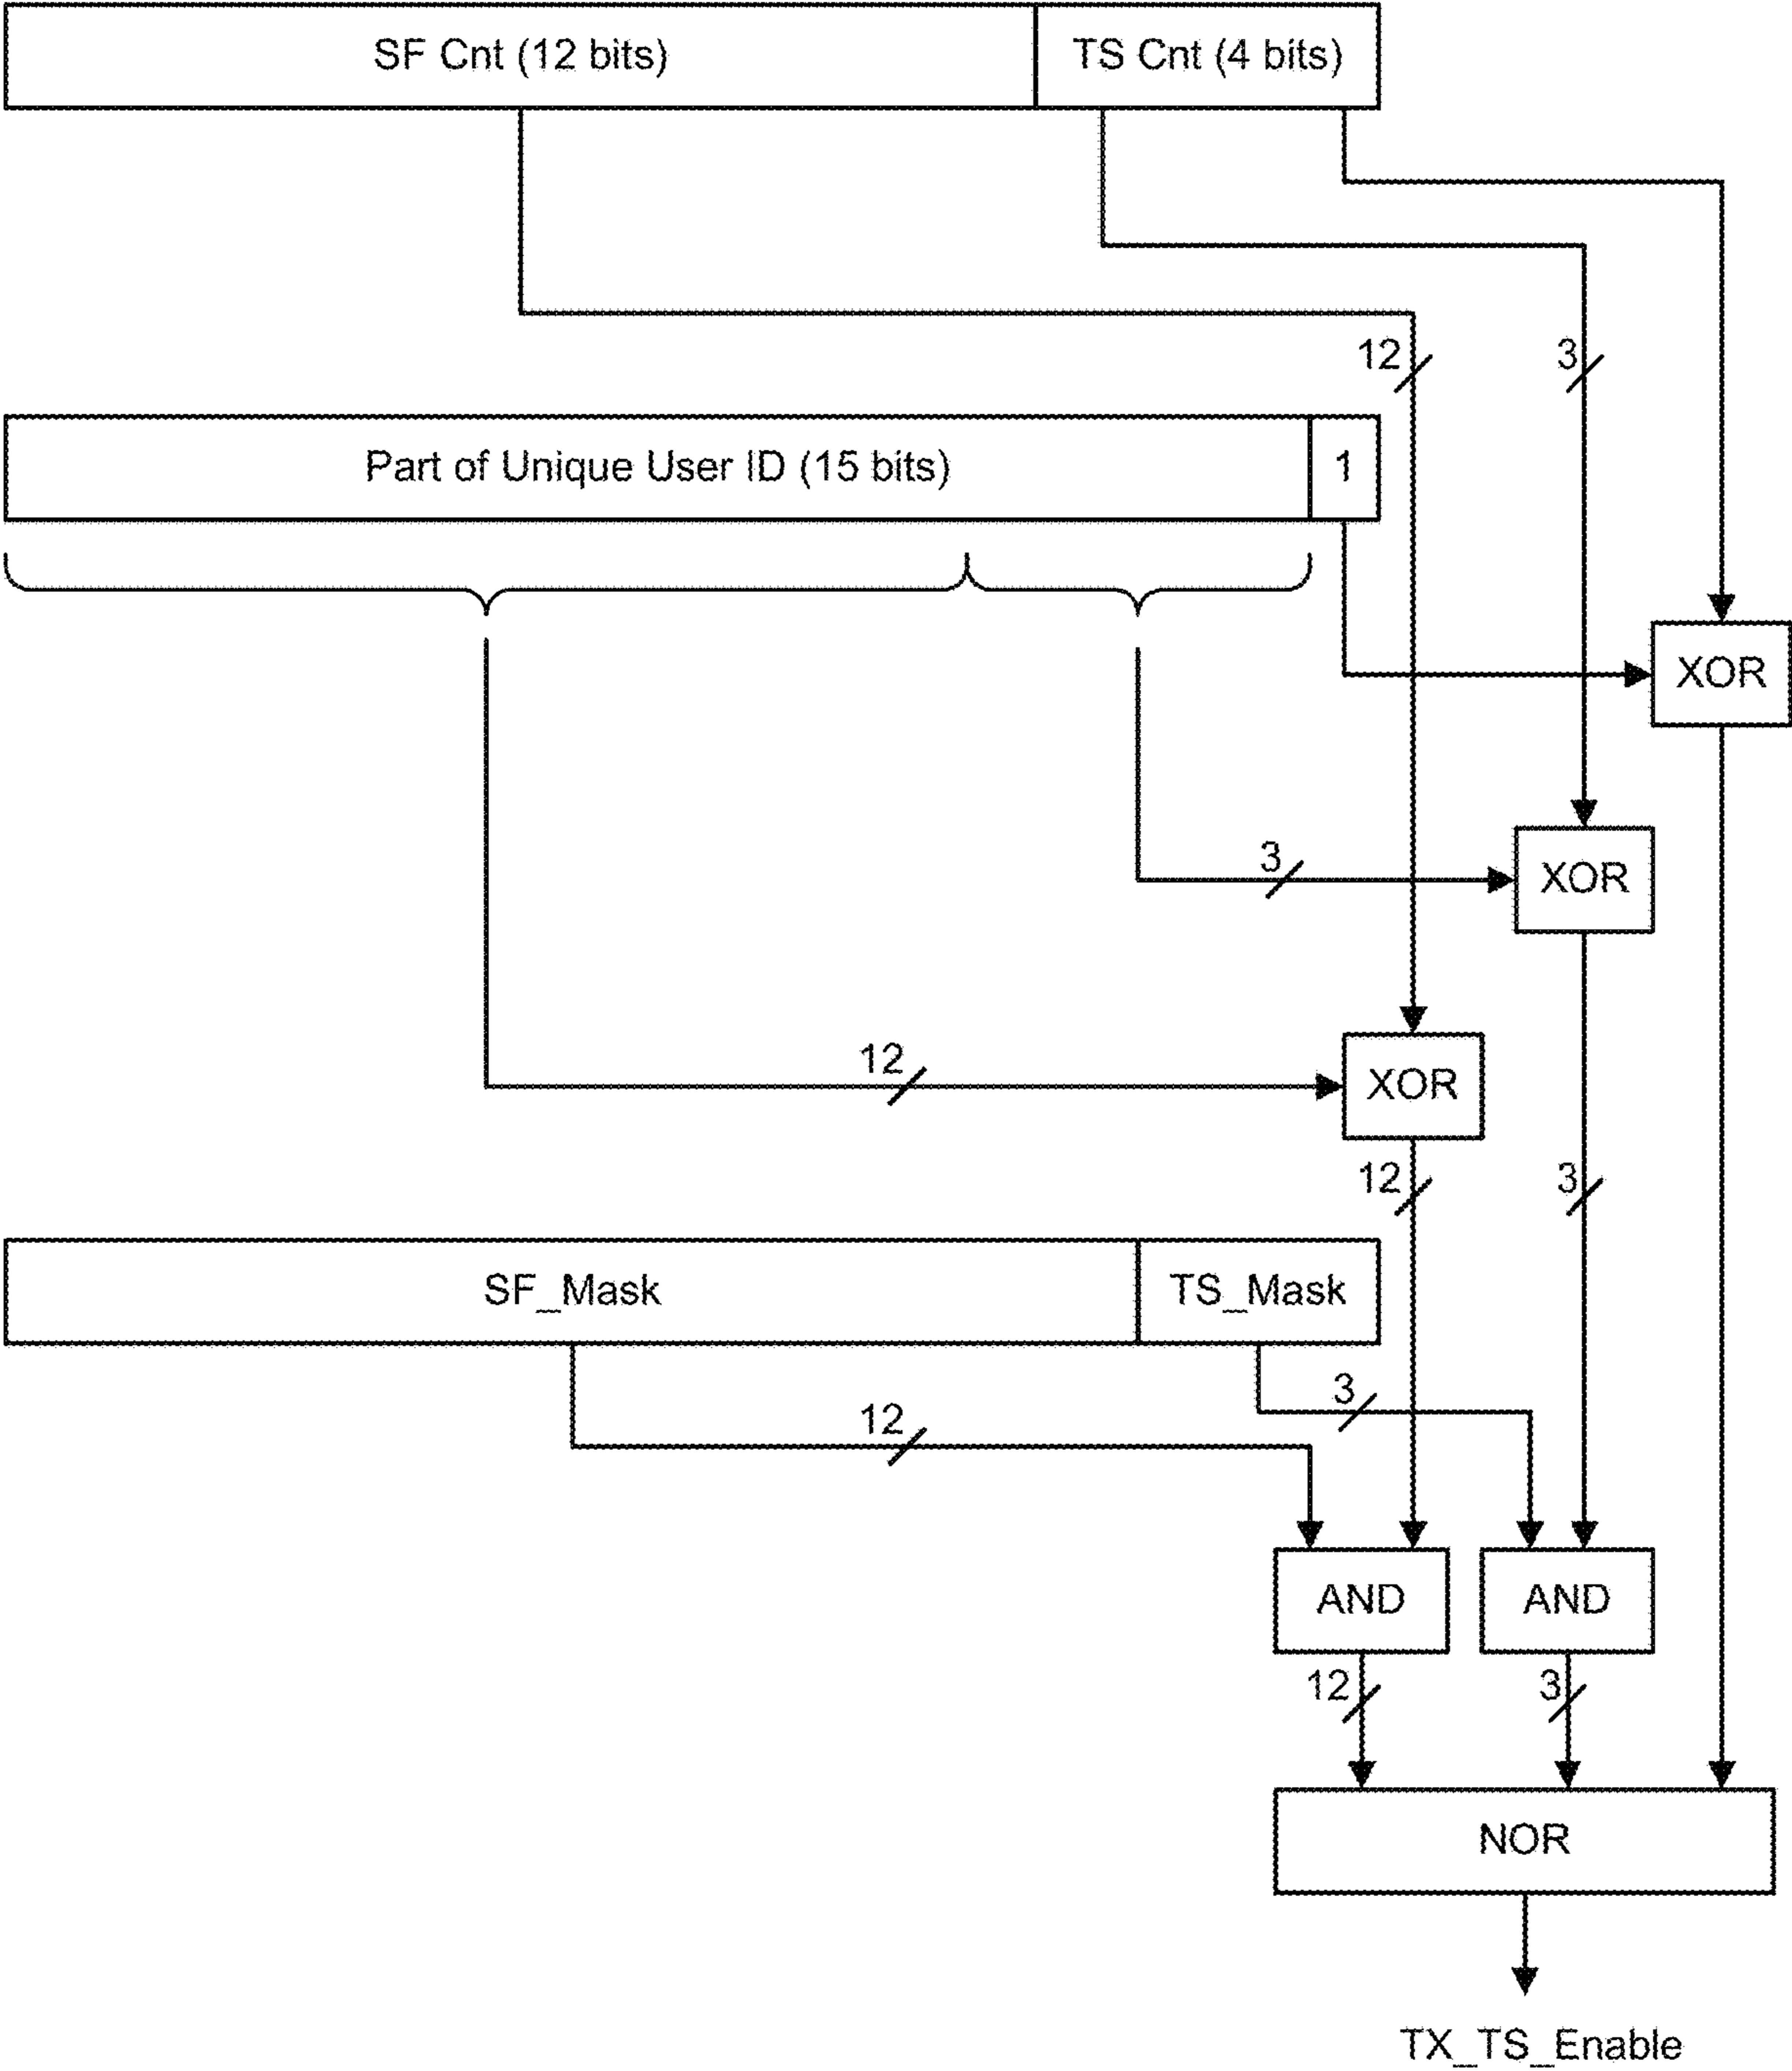 SF Cnt (12 bits) TS Cnt (4 bits)
12 3
Part of Unique User ID (15 bits) 1
XOR
3 XOR
12 XOR
12 3
SF_Mask TS_Mask
3
12
AND AND
12 3
NOR
TX_TS_Enable